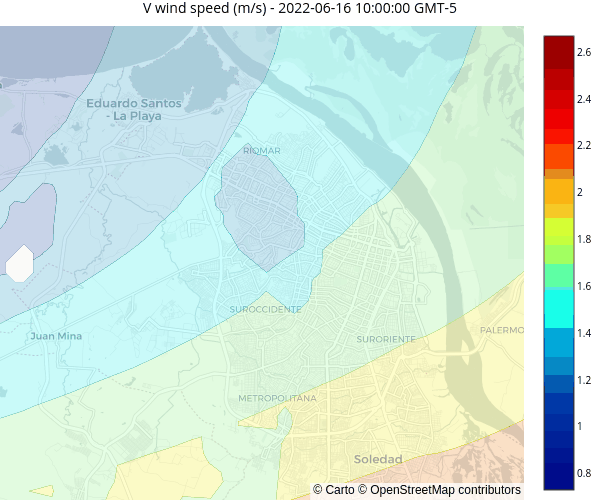 V wind speed (m/s) - 2022-06-16 10:00:00 GMT-5
2.6
2.4
2.2
2
1.8
1.6
1.4
1.2
1
0.8
Eduardo Santos
- La Playa
RIOMAR
SUROCCIDENTE
Juan Mina
SURORIENTE
PALERMO
METROPOLITANA
Soledad
© Carto © OpenStreetMap contributors